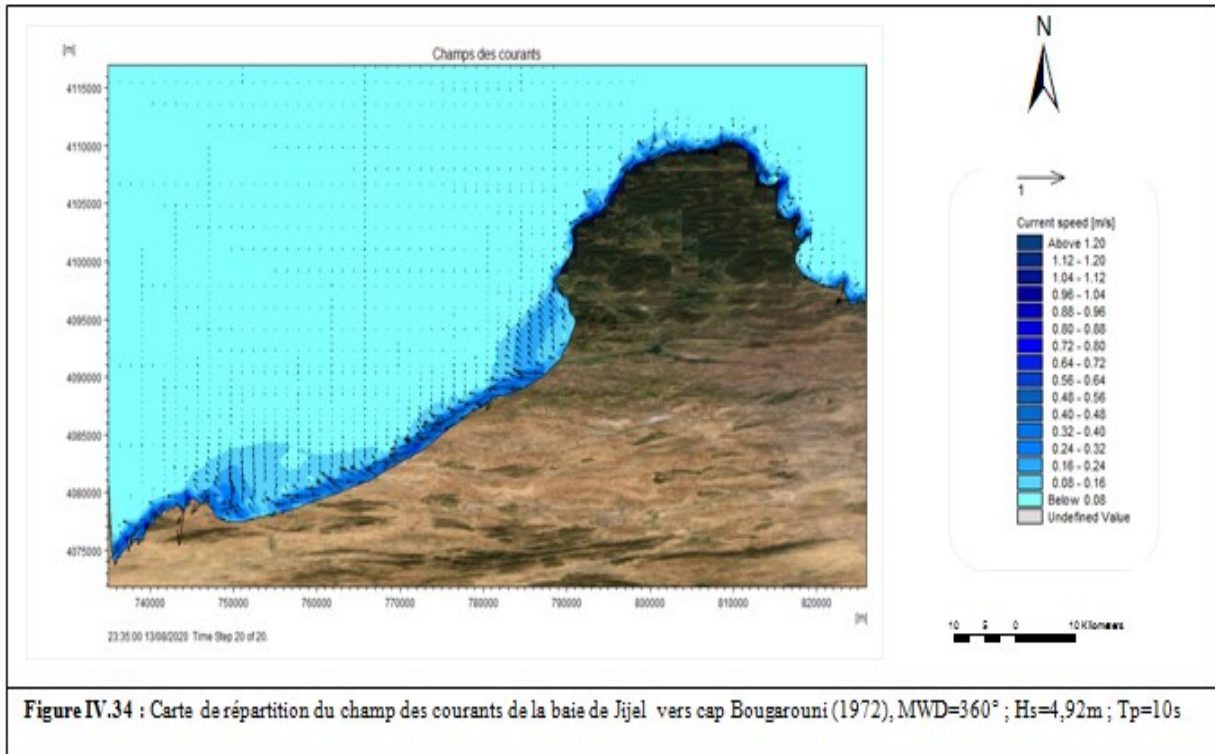 [m]
Champs des courants
N
4115000
4110000
4105000
4100000
4095000
4090000
4085000
4080000
4075000
740000 750000 760000 770000 780000 790000 800000 810000 820000
[m]
23:35:00 13/08/2020 Time Step 20 of 20.
1
Current speed [m/s]
Above 1.20
1.12 - 1.20
1.04 - 1.12
0.96 - 1.04
0.88 - 0.96
0.80 - 0.88
0.72 - 0.80
0.64 - 0.72
0.56 - 0.64
0.48 - 0.56
0.40 - 0.48
0.32 - 0.40
0.24 - 0.32
0.16 - 0.24
0.08 - 0.16
Below 0.08
Undefined Value
10 5 0 10 Kilometers
Figure IV.34 : Carte de répartition du champ des courants de la baie de Jijel vers cap Bougarouni (1972), MWD=360° ; Hs=4,92m ; Tp=10s